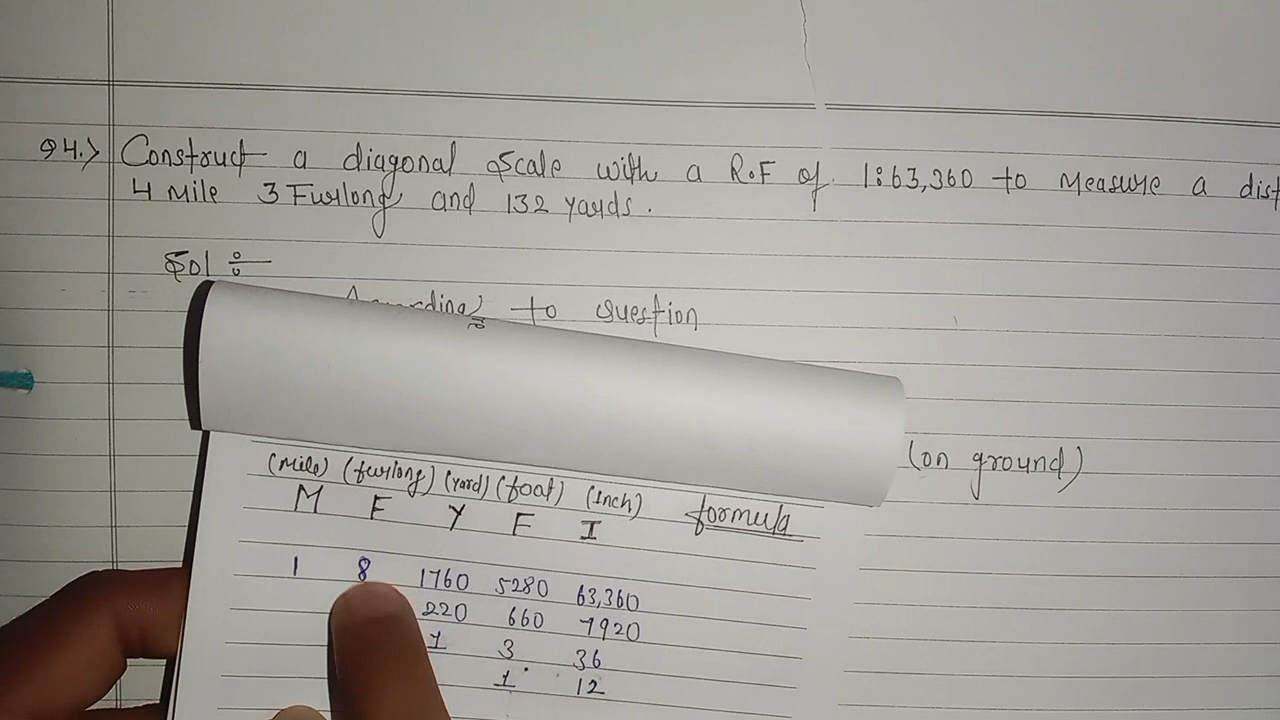 Q4.> Construct a diagonal Scale with a R.F of 1:63,360 to Measure a dist
4 Mile 3 Furlong and 132 yards.
Sol ÷
According to question
(on ground)
(Mile) (furlong) (yard) (foot) (Inch) formula
M F Y F I
1 8 1760 5280 63,360
220 660 7920
1 3 36
1 12